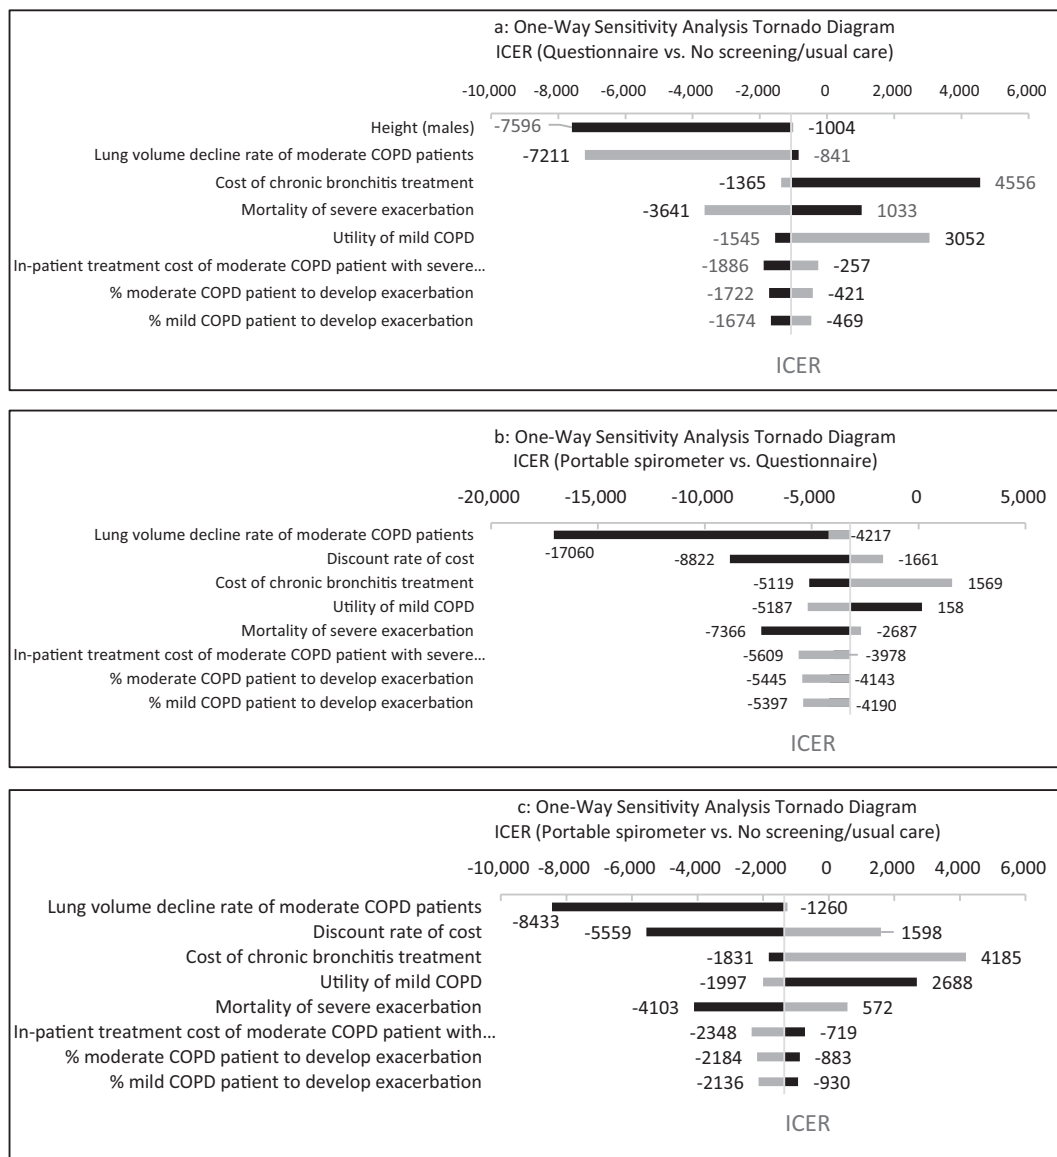 a: One-Way Sensitivity Analysis Tornado Diagram
ICER (Questionnaire vs. No screening/usual care)
-10,000 -8,000 -6,000 -4,000 -2,000 0 2,000 4,000 6,000
Height (males) -7596 -1004
Lung volume decline rate of moderate COPD patients -7211 -841
Cost of chronic bronchitis treatment -1365 4556
Mortality of severe exacerbation -3641 1033
Utility of mild COPD -1545 3052
In-patient treatment cost of moderate COPD patient with severe... -1886 -257
% moderate COPD patient to develop exacerbation -1722 -421
% mild COPD patient to develop exacerbation -1674 -469
ICER
b: One-Way Sensitivity Analysis Tornado Diagram
ICER (Portable spirometer vs. Questionnaire)
-20,000 -15,000 -10,000 -5,000 0 5,000
Lung volume decline rate of moderate COPD patients -17060 -4217
Discount rate of cost -8822 -1661
Cost of chronic bronchitis treatment -5119 1569
Utility of mild COPD -5187 158
Mortality of severe exacerbation -7366 -2687
In-patient treatment cost of moderate COPD patient with severe... -5609 -3978
% moderate COPD patient to develop exacerbation -5445 -4143
% mild COPD patient to develop exacerbation -5397 -4190
ICER
c: One-Way Sensitivity Analysis Tornado Diagram
ICER (Portable spirometer vs. No screening/usual care)
-10,000 -8,000 -6,000 -4,000 -2,000 0 2,000 4,000 6,000
Lung volume decline rate of moderate COPD patients -8433 -1260
Discount rate of cost -5559 1598
Cost of chronic bronchitis treatment -1831 4185
Utility of mild COPD -1997 2688
Mortality of severe exacerbation -4103 572
In-patient treatment cost of moderate COPD patient with... -2348 -719
% moderate COPD patient to develop exacerbation -2184 -883
% mild COPD patient to develop exacerbation -2136 -930
ICER